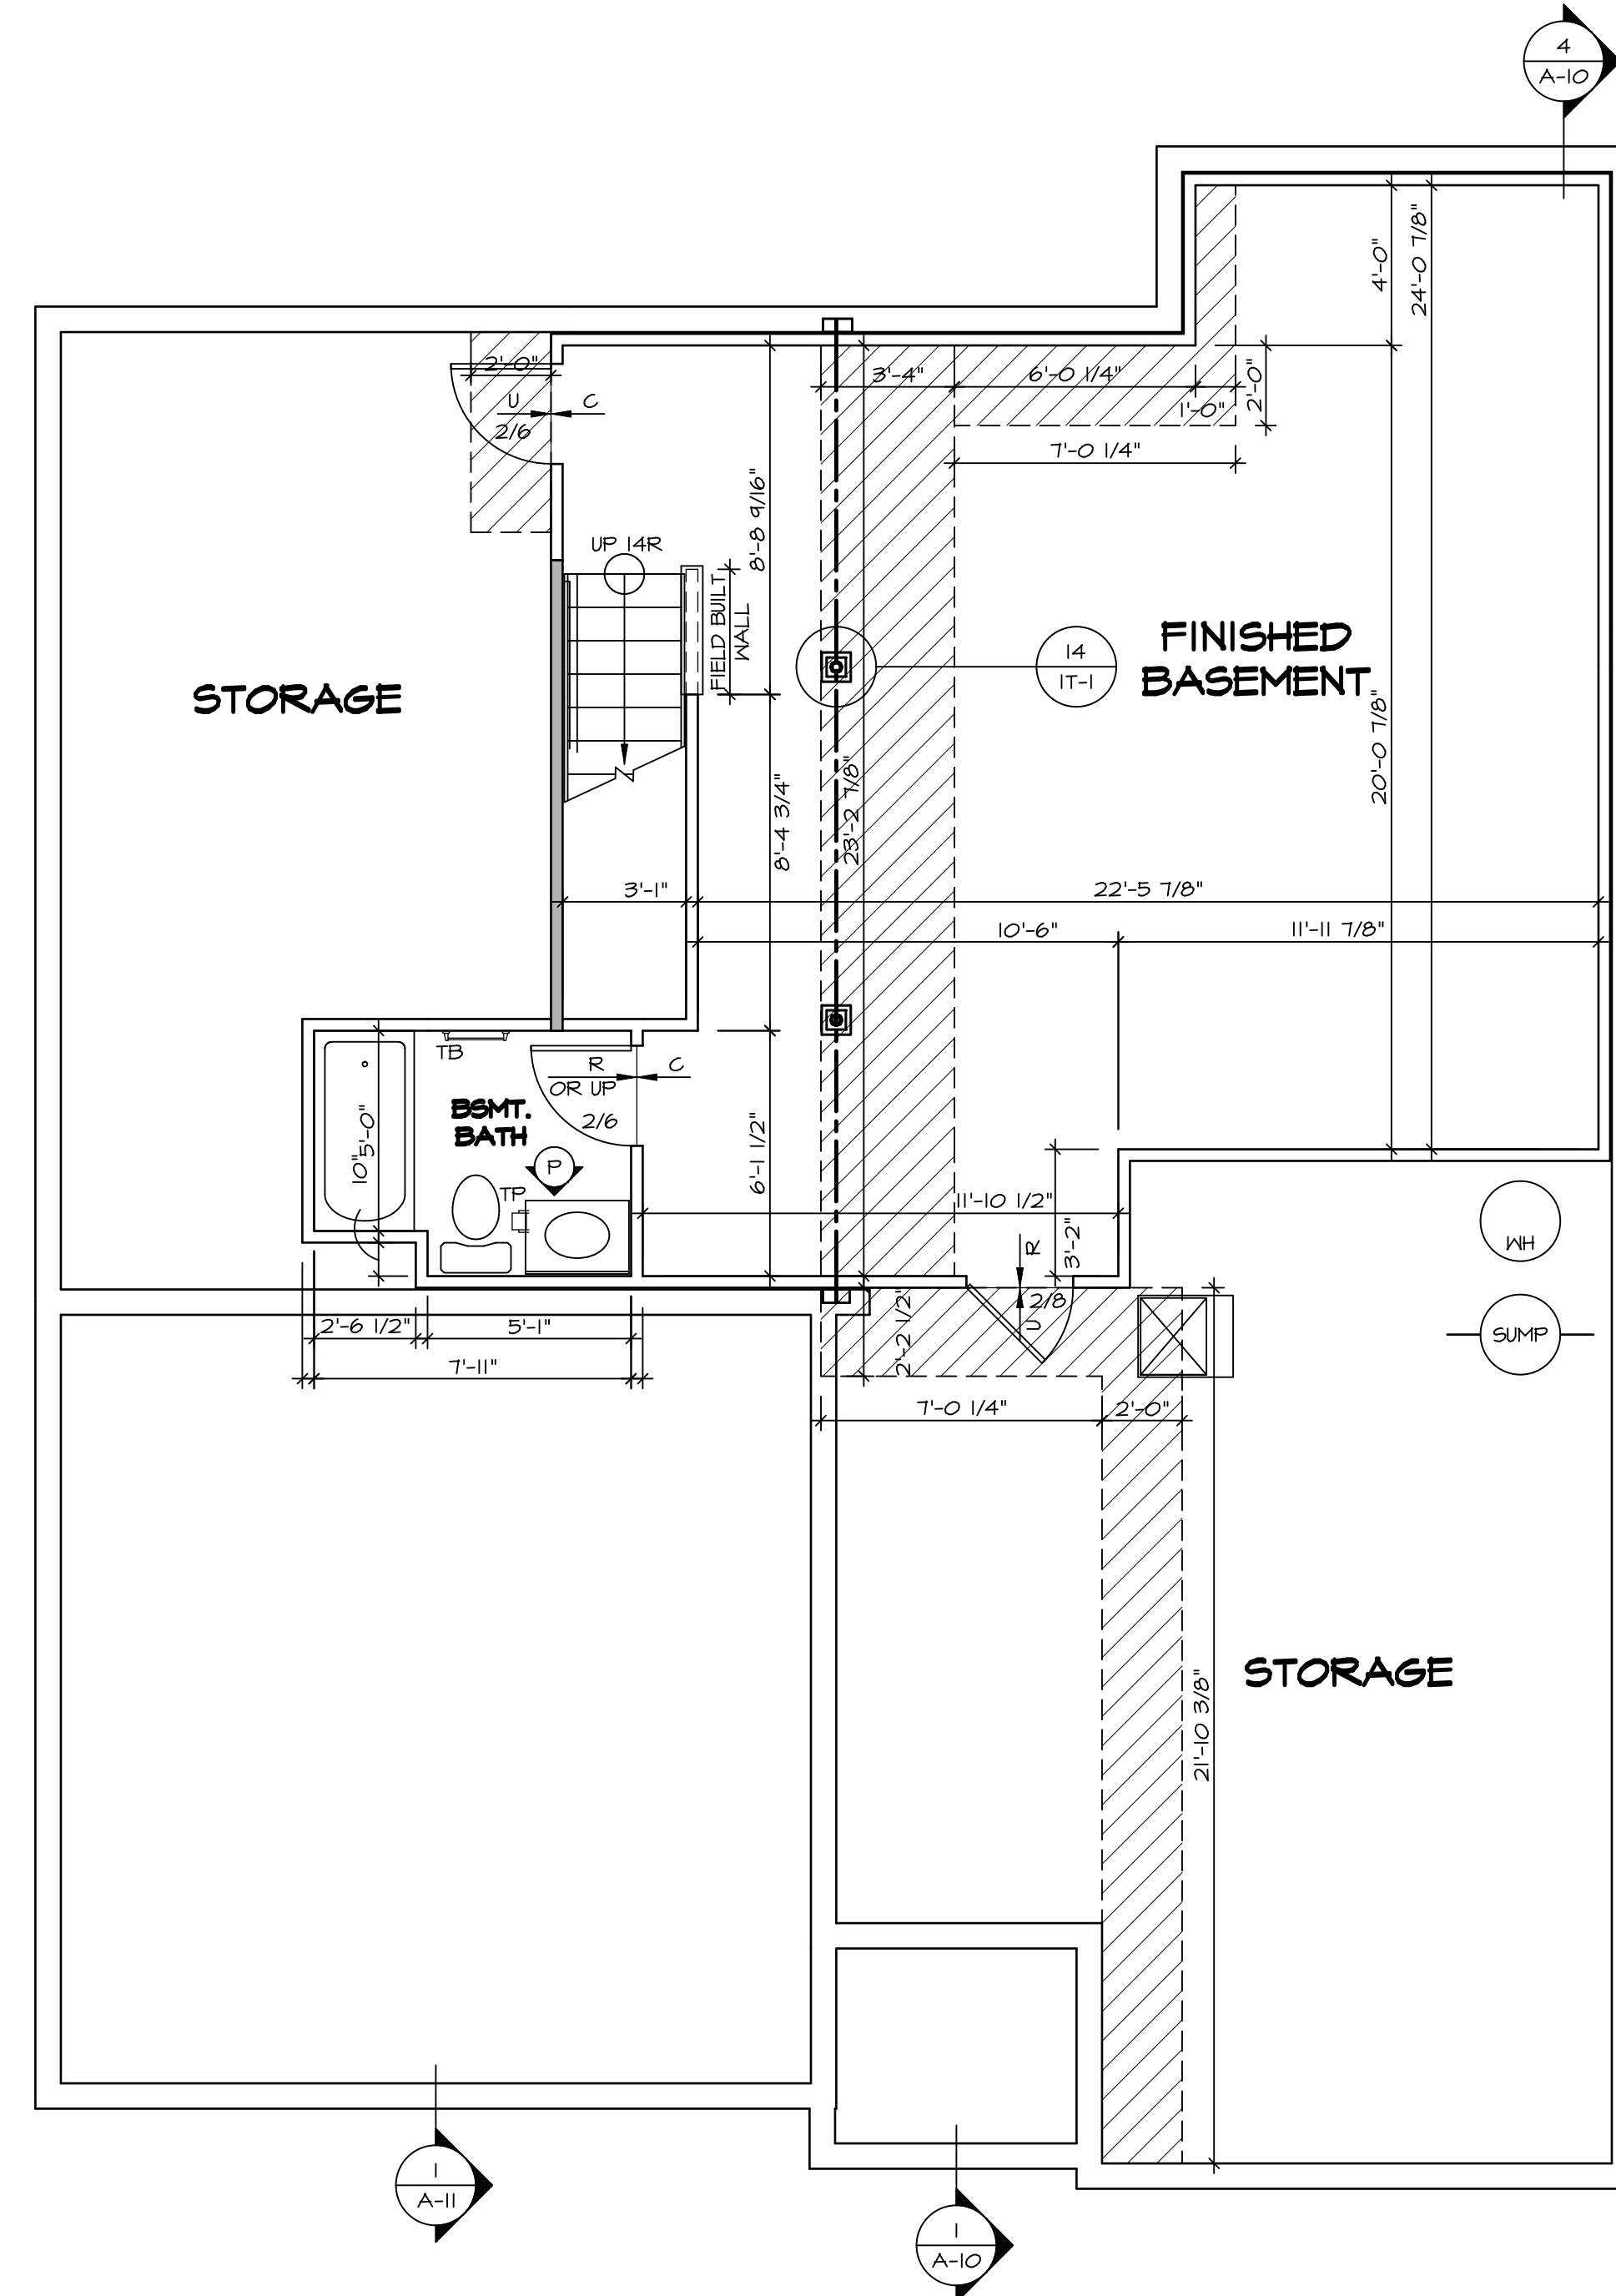 4
A-10
2'-0"
U
C
2/6
3'-4"
6'-0 1/4"
1'-0"
2'-0"
7'-0 1/4"
4'-0"
24'-0 7/8"
8'-8 9/16"
UP 14R
FIELD BUILT
WALL
14
1T-1
FINISHED
BASEMENT
STORAGE
20'-0 7/8"
8'-4 3/4"
23'-2 7/8"
3'-1"
22'-5 7/8"
10'-6"
11'-11 7/8"
TB
R
C
OR UP
2/6
BSMT.
BATH
5'-0"
10"
P
TP
6'-1 1/2"
11'-10 1/2"
R
3'-2"
2/8
U
WH
SUMP
2'-6 1/2"
5'-1"
7'-11"
2'-2 1/2"
7'-0 1/4"
2'-0"
21'-10 3/8"
STORAGE
1
A-11
1
A-10